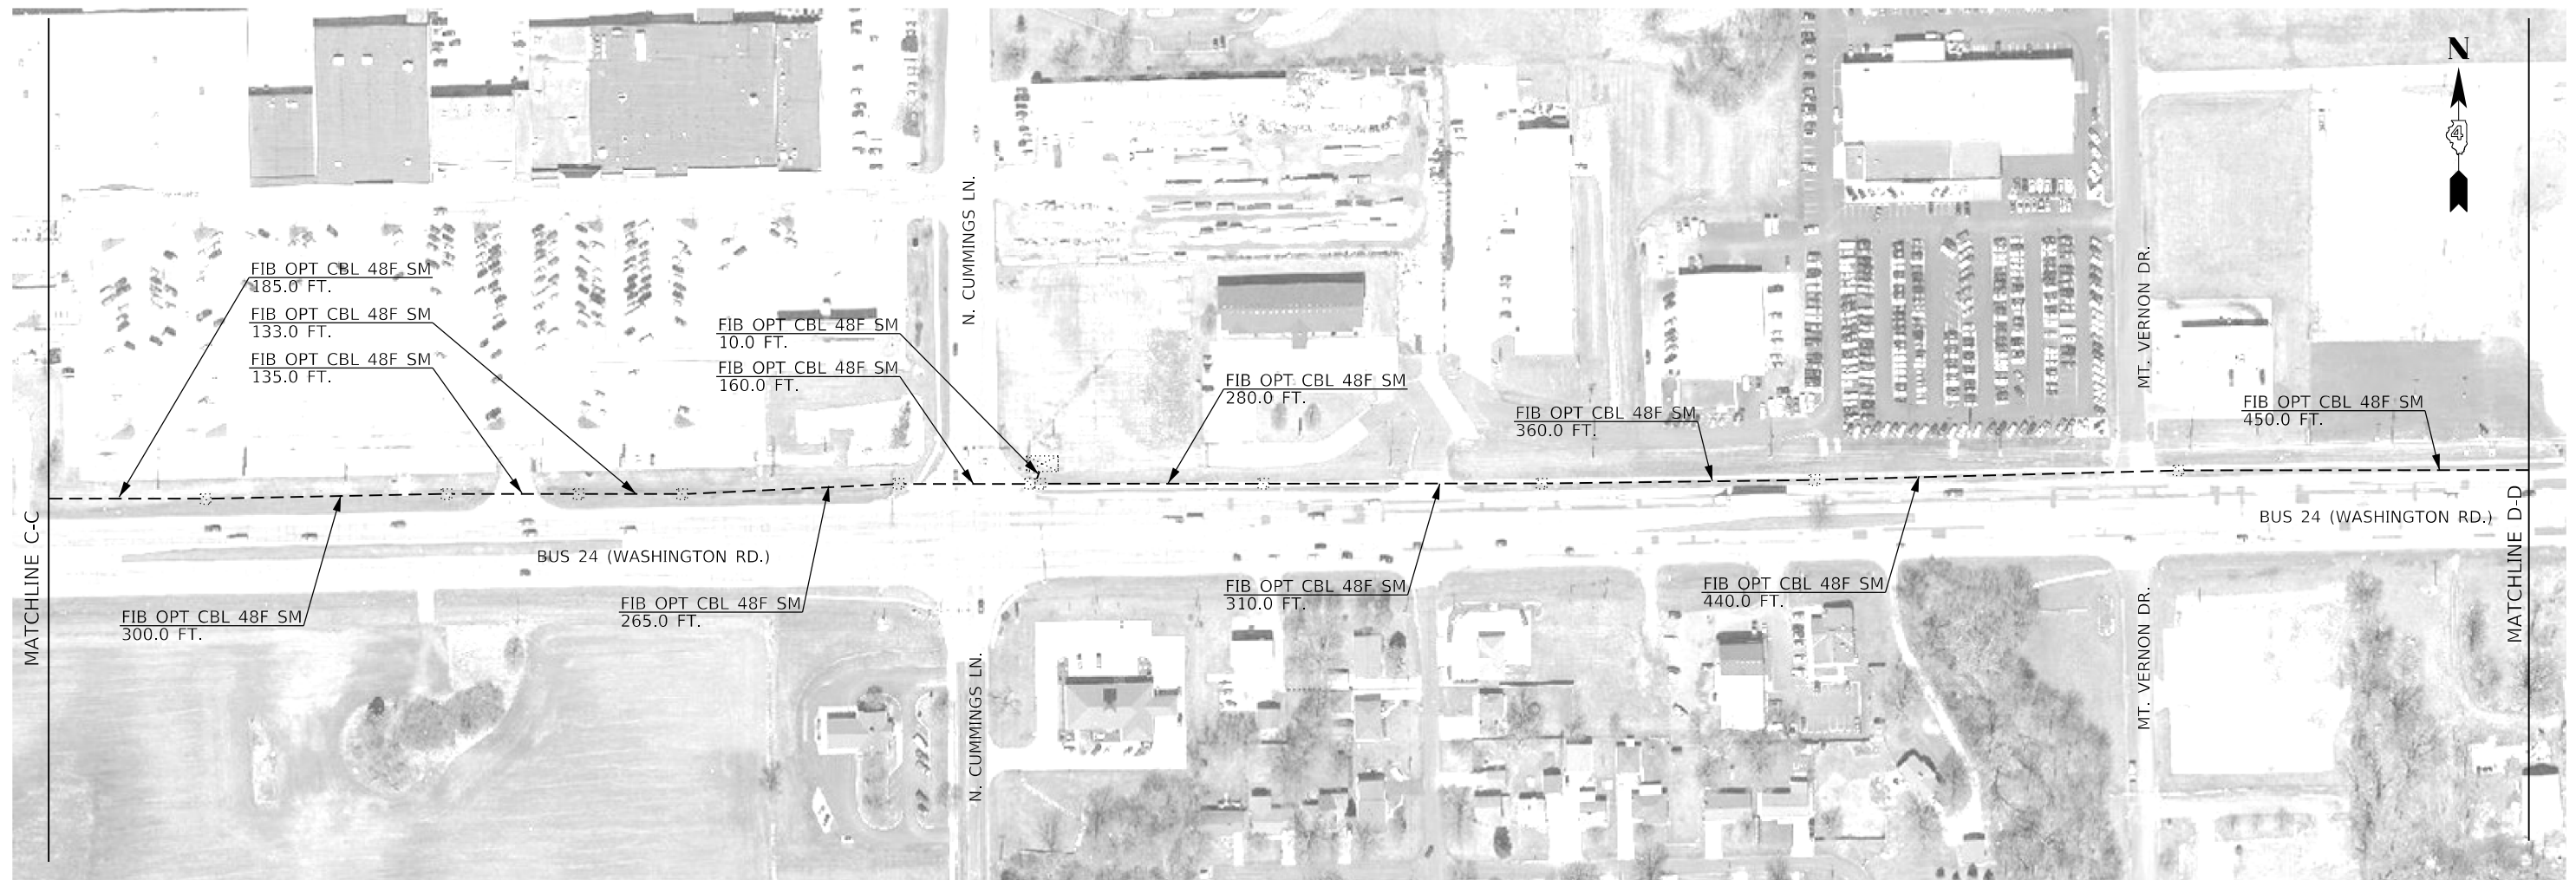 N
4
N. CUMMINGS LN.
MT. VERNON DR.
FIB OPT CBL 48F SM
185.0 FT.
FIB OPT CBL 48F SM
133.0 FT.
FIB OPT CBL 48F SM
135.0 FT.
FIB OPT CBL 48F SM
10.0 FT.
FIB OPT CBL 48F SM
160.0 FT.
FIB OPT CBL 48F SM
280.0 FT.
FIB OPT CBL 48F SM
360.0 FT.
FIB OPT CBL 48F SM
450.0 FT.
MATCHLINE C-C
BUS 24 (WASHINGTON RD.)
BUS 24 (WASHINGTON RD.)
MATCHLINE D-D
FIB OPT CBL 48F SM
300.0 FT.
FIB OPT CBL 48F SM
265.0 FT.
FIB OPT CBL 48F SM
310.0 FT.
FIB OPT CBL 48F SM
440.0 FT.
N. CUMMINGS LN.
MT. VERNON DR.